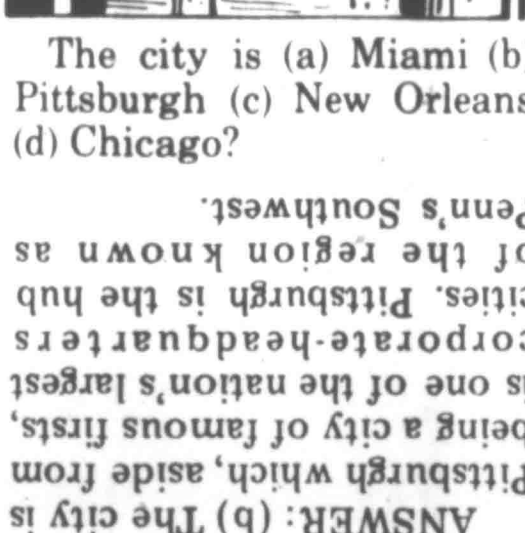 The city is (a) Miami (b
Pittsburgh (c) New Orleans
(d) Chicago?
ANSWER: (b) The city is
Pittsburgh which, aside from
being a city of famous firsts,
is one of the nation's largest
corporate-headquarters
cities. Pittsburgh is the hub
of the region known as
Penn's Southwest.